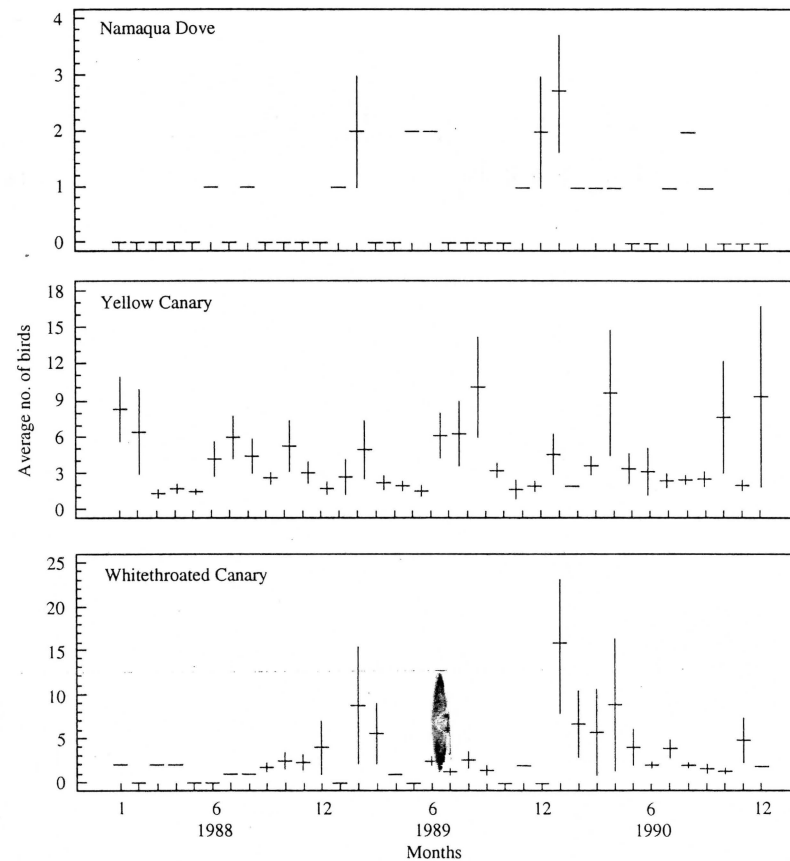 4
Namaqua Dove
3
2
1
0
18
Yellow Canary
15
12
9
6
3
0
Average no. of birds
25
Whitethroated Canary
20
15
10
5
0
1 6 12 6 12 6 12
1988 1989 1990
Months